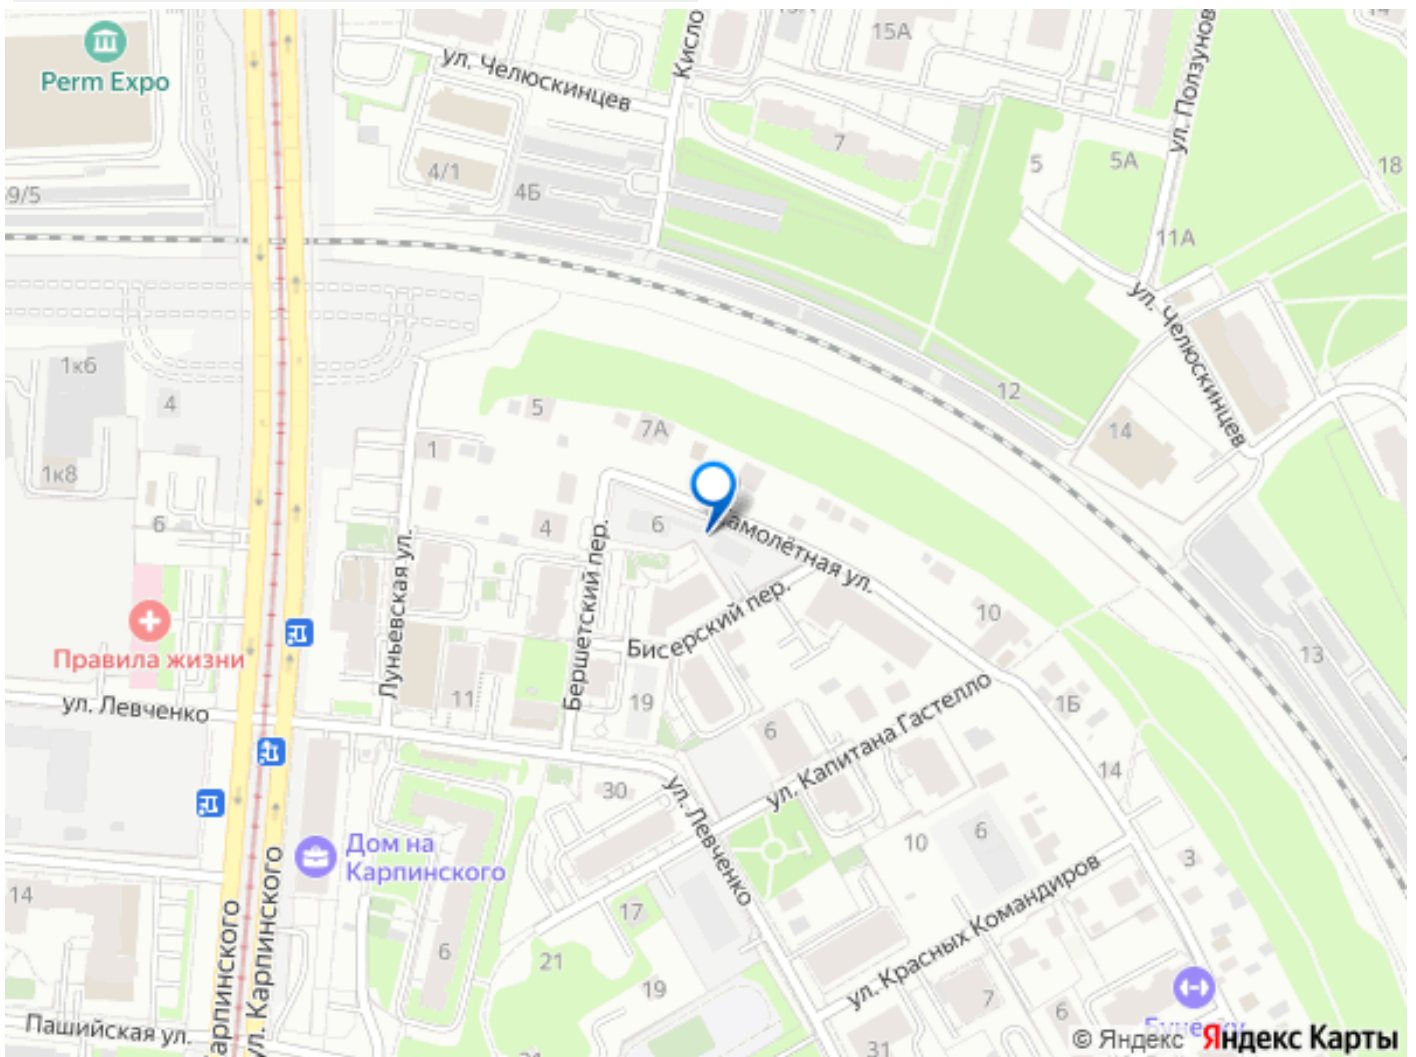 Perm Expo
ул. Челюскинцев
Кисло
15А
ул. Ползунов
4/1
4Б
7
5
5А
18
59/5
11А
ул. Челюскинцев
1к6
4
1к8
6
5
7А
1
4
6
12
14
Самолётная ул.
Луньевская ул.
Бершетский пер.
Бисерский пер.
10
13
Правила жизни
ул. Левченко
11
19
6
ул. Капитана Гастелло
1Б
14
30
ул. Левченко
Дом на
Карпинского
10
6
3
ул. Красных Командиров
14
17
6
21
19
7
6
31
Карпинского
ул. Карпинского
Пашийская ул.
© Яндекс Яндекс Карты